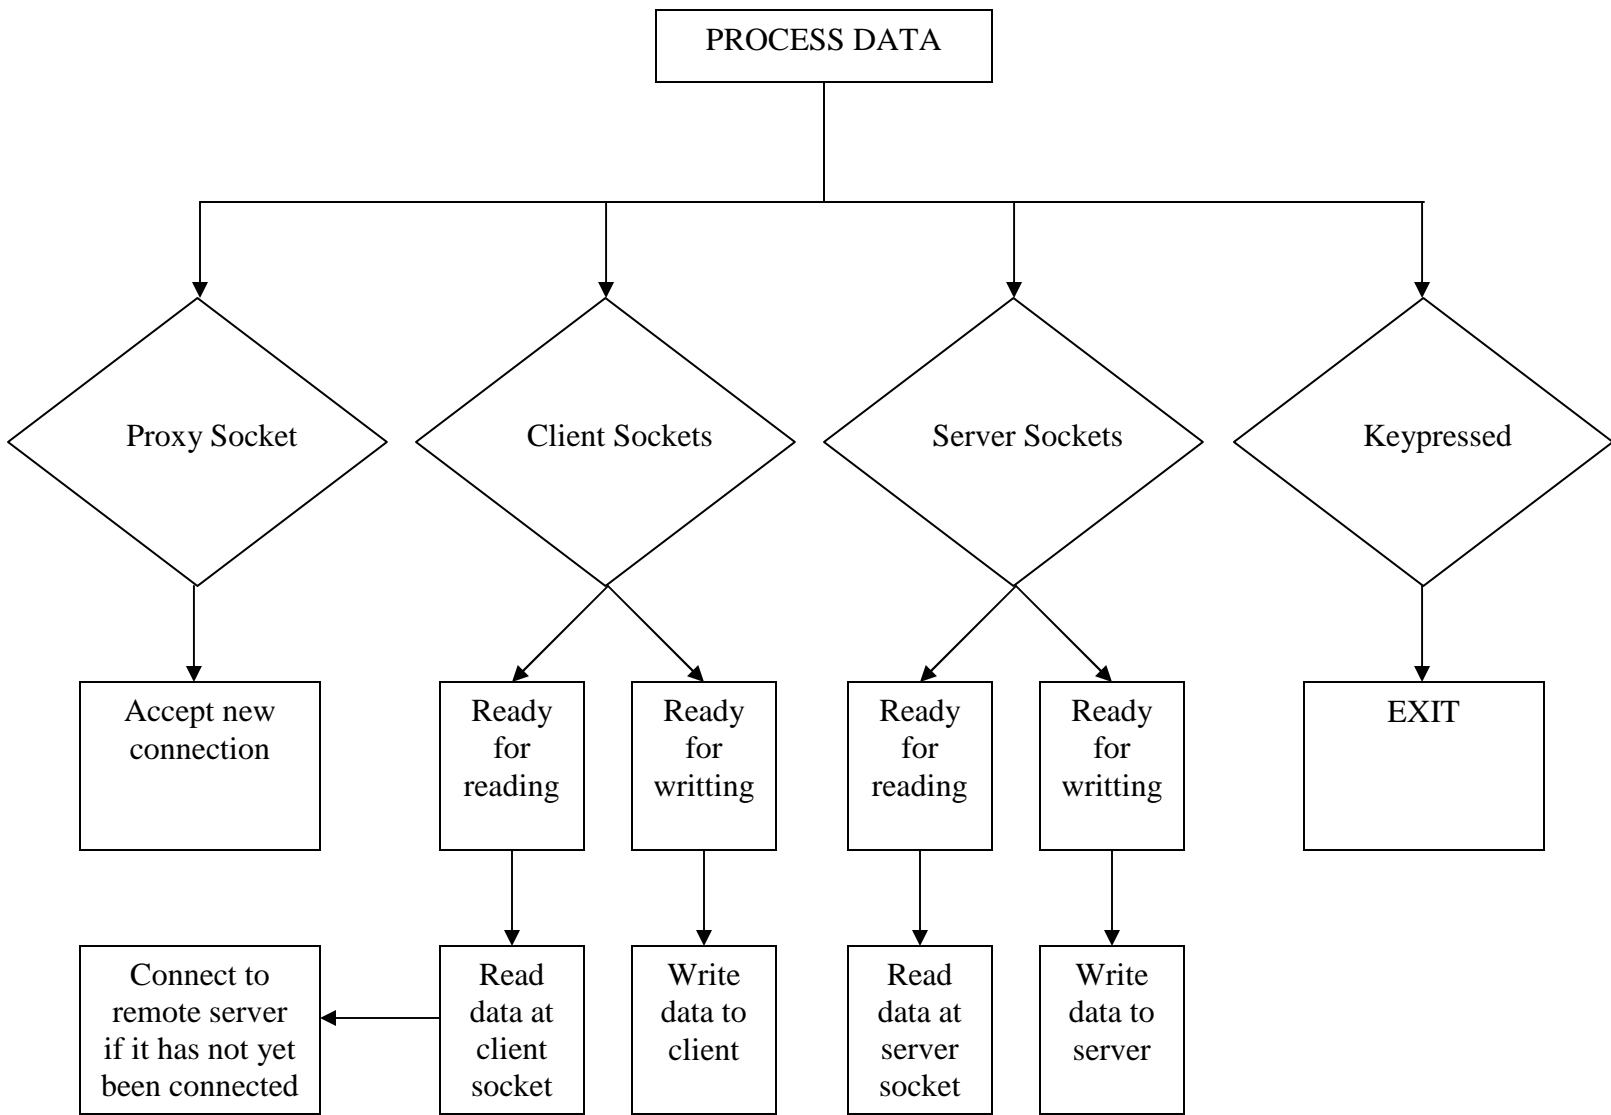 PROCESS DATA
Proxy Socket
Client Sockets
Server Sockets
Keypressed
Accept new
connection
Ready
for
reading
Ready
for
writting
Ready
for
reading
Ready
for
writting
EXIT
Connect to
remote server
if it has not yet
been connected
Read
data at
client
socket
Write
data to
client
Read
data at
server
socket
Write
data to
server